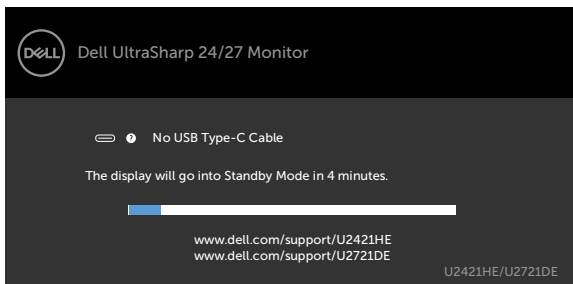 DELL Dell UltraSharp 24/27 Monitor
? No USB Type-C Cable
The display will go into Standby Mode in 4 minutes.
www.dell.com/support/U2421HE
www.dell.com/support/U2721DE
U2421HE/U2721DE